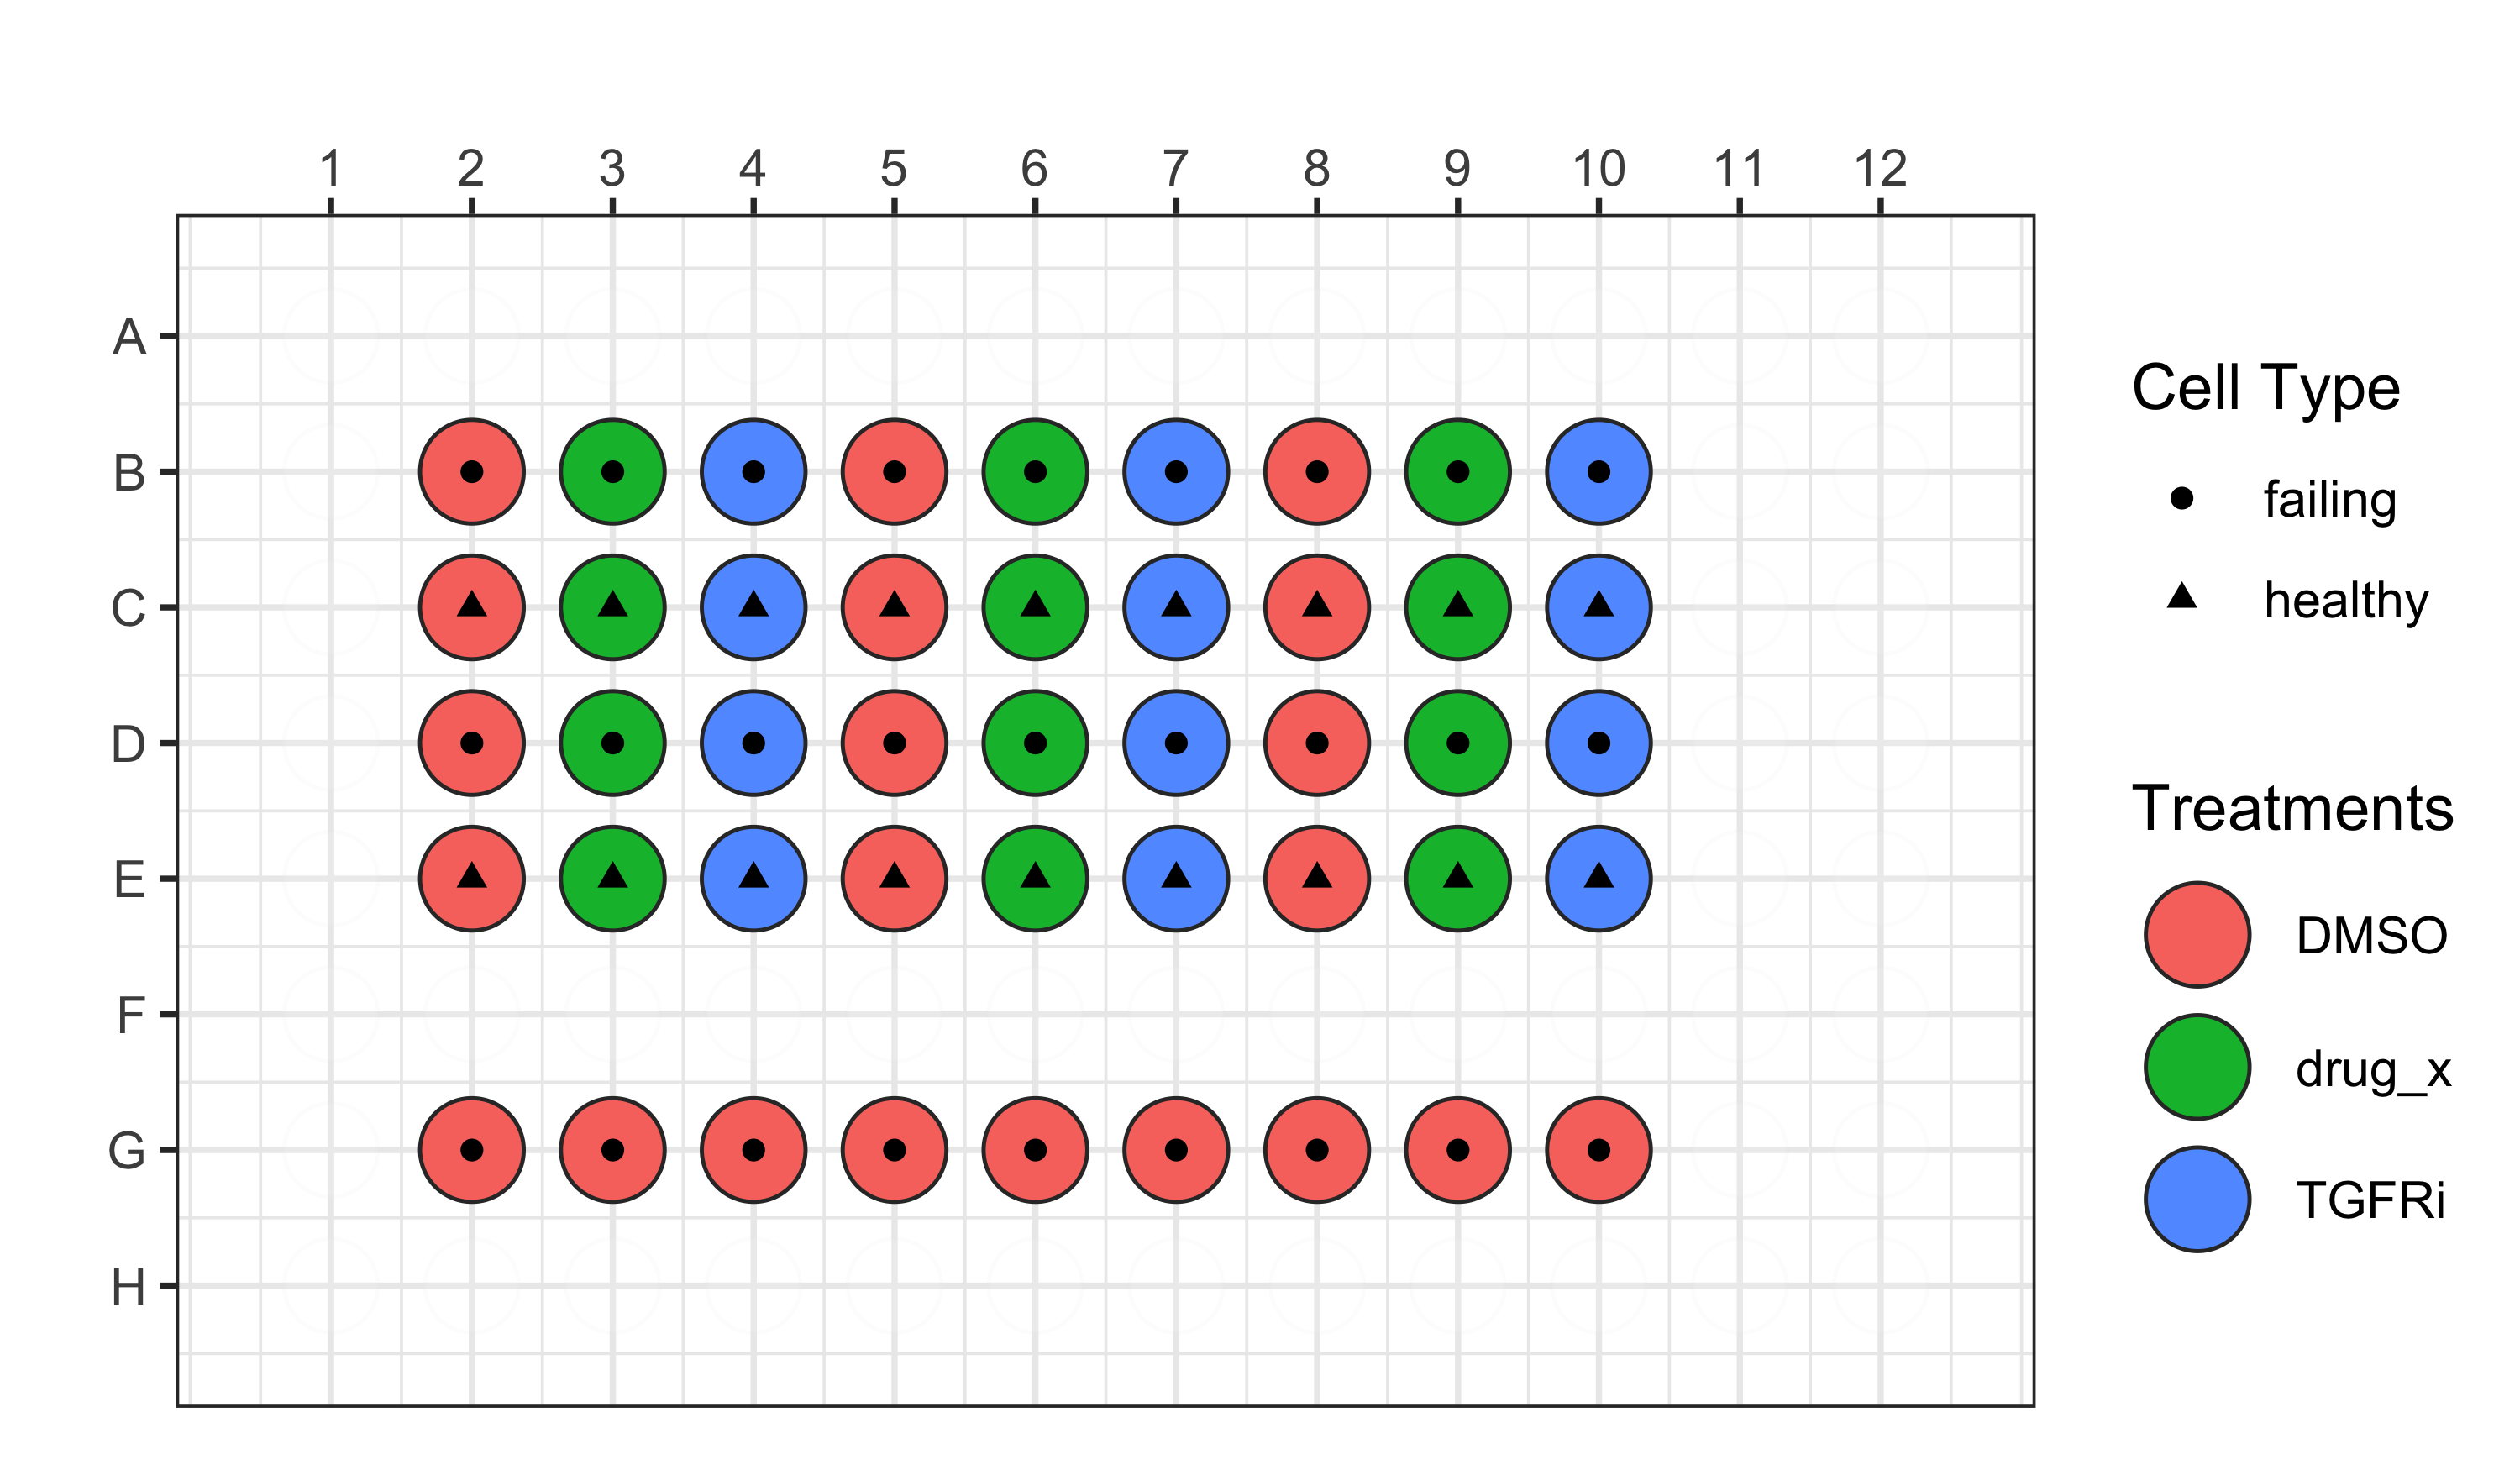 1 2 3 4 5 6 7 8 9 10 11 12
A
B
C
D
E
F
G
H
Cell Type
failing
healthy
Treatments
DMSO
drug_x
TGFRi